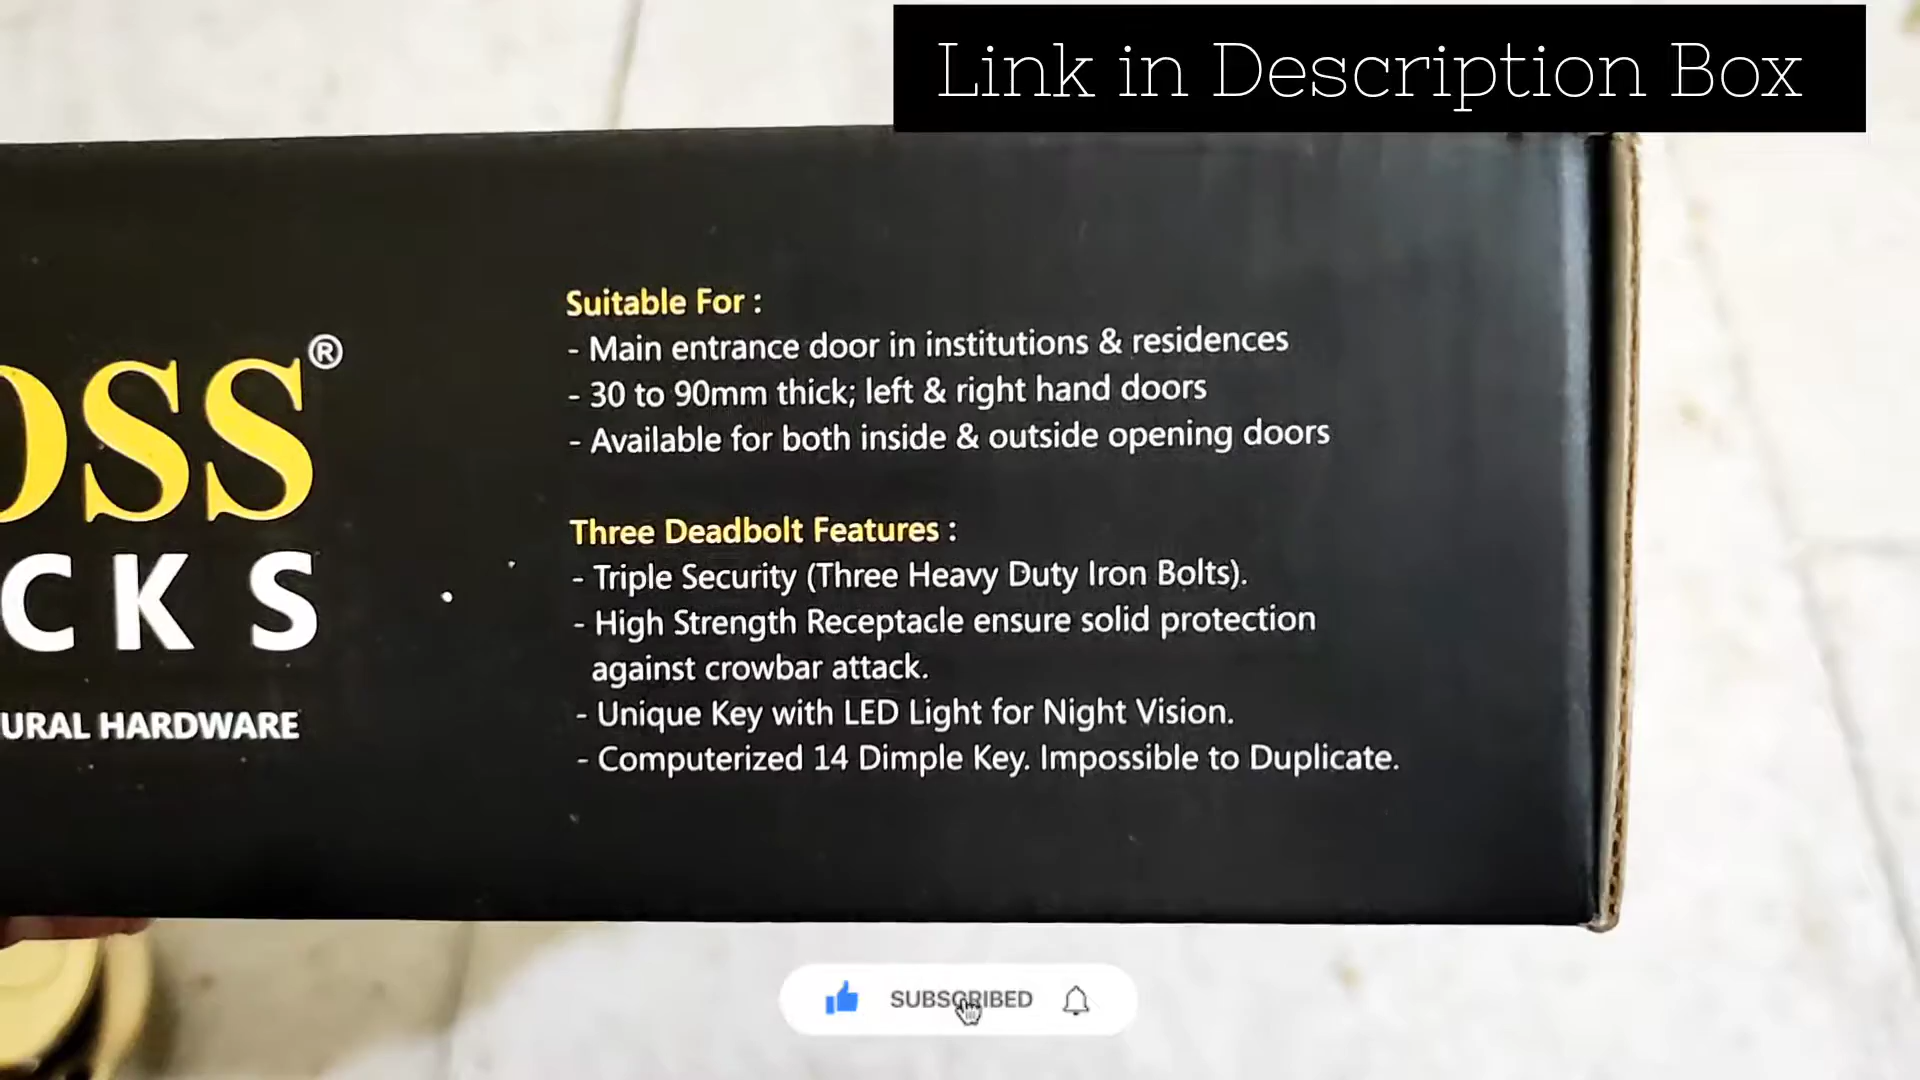 Link in Description Box
OSS®
CKS
URAL HARDWARE
Suitable For :
- Main entrance door in institutions & residences
- 30 to 90mm thick; left & right hand doors
- Available for both inside & outside opening doors
Three Deadbolt Features :
- Triple Security (Three Heavy Duty Iron Bolts).
- High Strength Receptacle ensure solid protection
against crowbar attack.
- Unique Key with LED Light for Night Vision.
- Computerized 14 Dimple Key. Impossible to Duplicate.
SUBSCRIBED